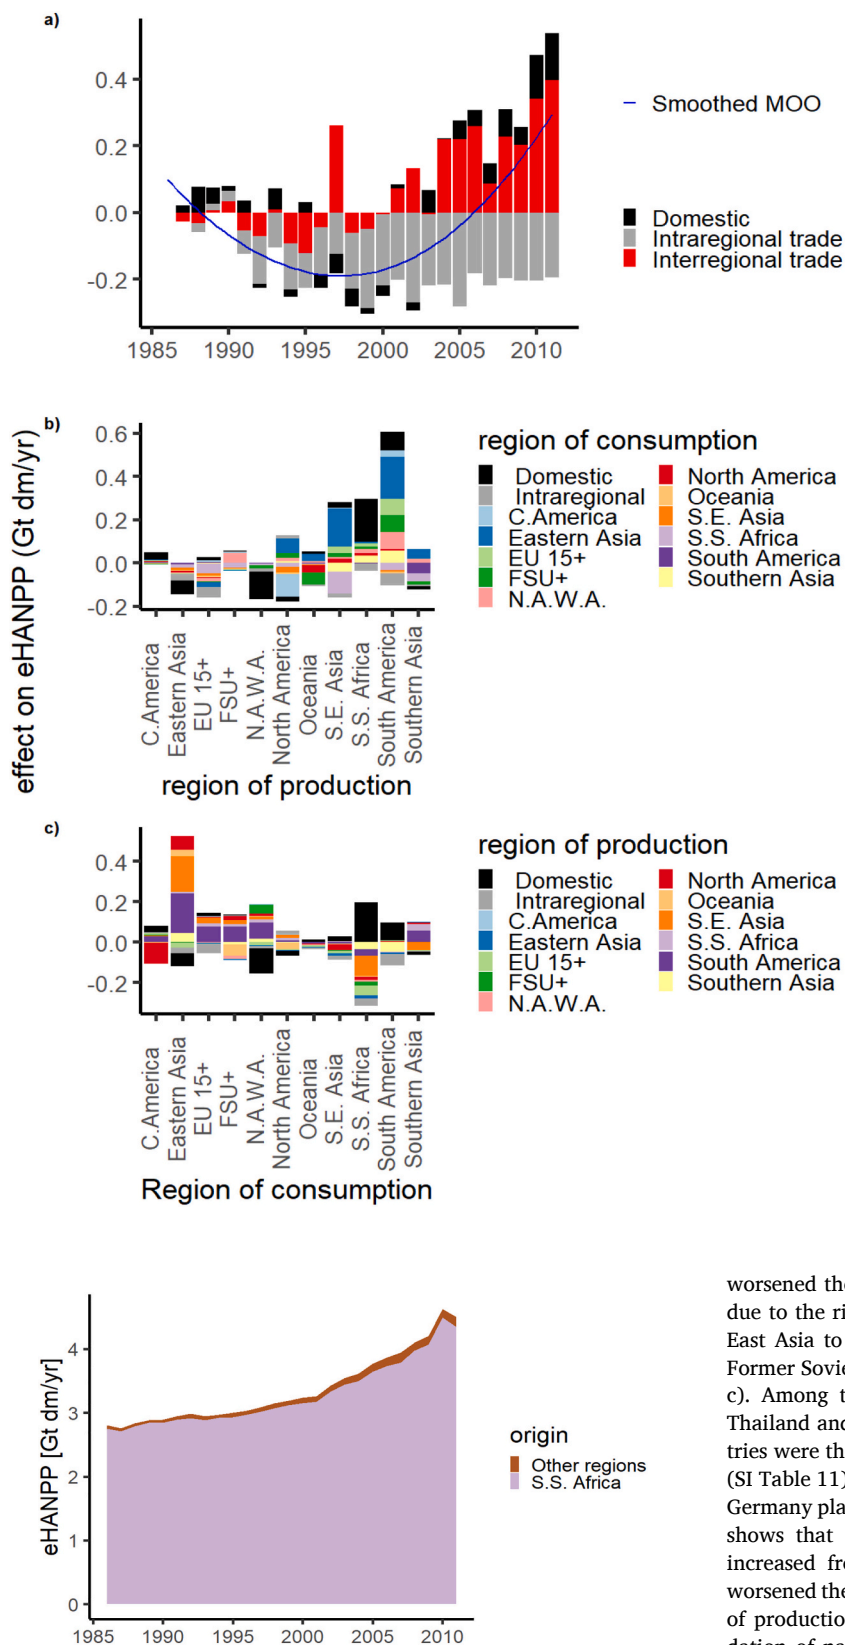 a)
0.4
0.2
0.0
-0.2
1985 1990 1995 2000 2005 2010
Smoothed MOO
Domestic
Intraregional trade
Interregional trade
effect on eHANPP (Gt dm/yr)
b)
0.6
0.4
0.2
0.0
-0.2
C.America
Eastern Asia
EU 15+
FSU+
N.A.W.A.
North America
Oceania
S.E. Asia
S.S. Africa
South America
Southern Asia
region of production
region of consumption
Domestic
Intraregional
C.America
Eastern Asia
EU 15+
FSU+
N.A.W.A.
North America
Oceania
S.E. Asia
S.S. Africa
South America
Southern Asia
c)
0.4
0.2
0.0
-0.2
C.America
Eastern Asia
EU 15+
FSU+
N.A.W.A.
North America
Oceania
S.E. Asia
S.S. Africa
South America
Southern Asia
Region of consumption
region of production
Domestic
Intraregional
C.America
Eastern Asia
EU 15+
FSU+
N.A.W.A.
North America
Oceania
S.E. Asia
S.S. Africa
South America
Southern Asia
eHANPP [Gt dm/yr]
4
3
2
1
0
1985 1990 1995 2000 2005 2010
origin
Other regions
S.S. Africa
worsened the
due to the ri
East Asia to
Former Sovie
c). Among t
Thailand and
tries were th
(SI Table 11)
Germany pla
shows that
increased fr
worsened the
of production